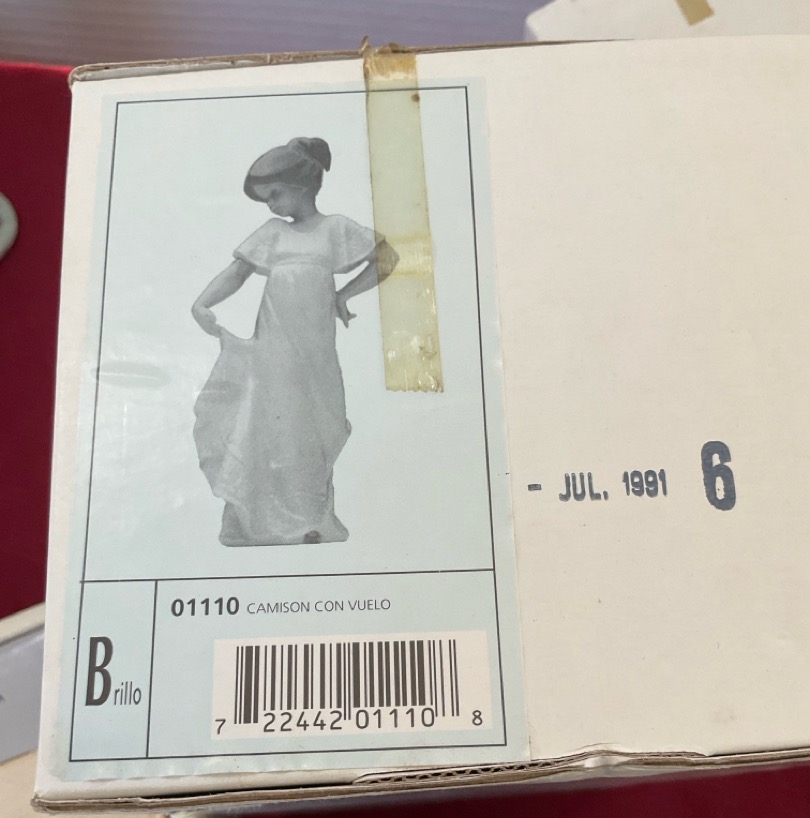 - JUL. 1991 6
01110 CAMISON CON VUELO
Brillo
7 22442 01110 8